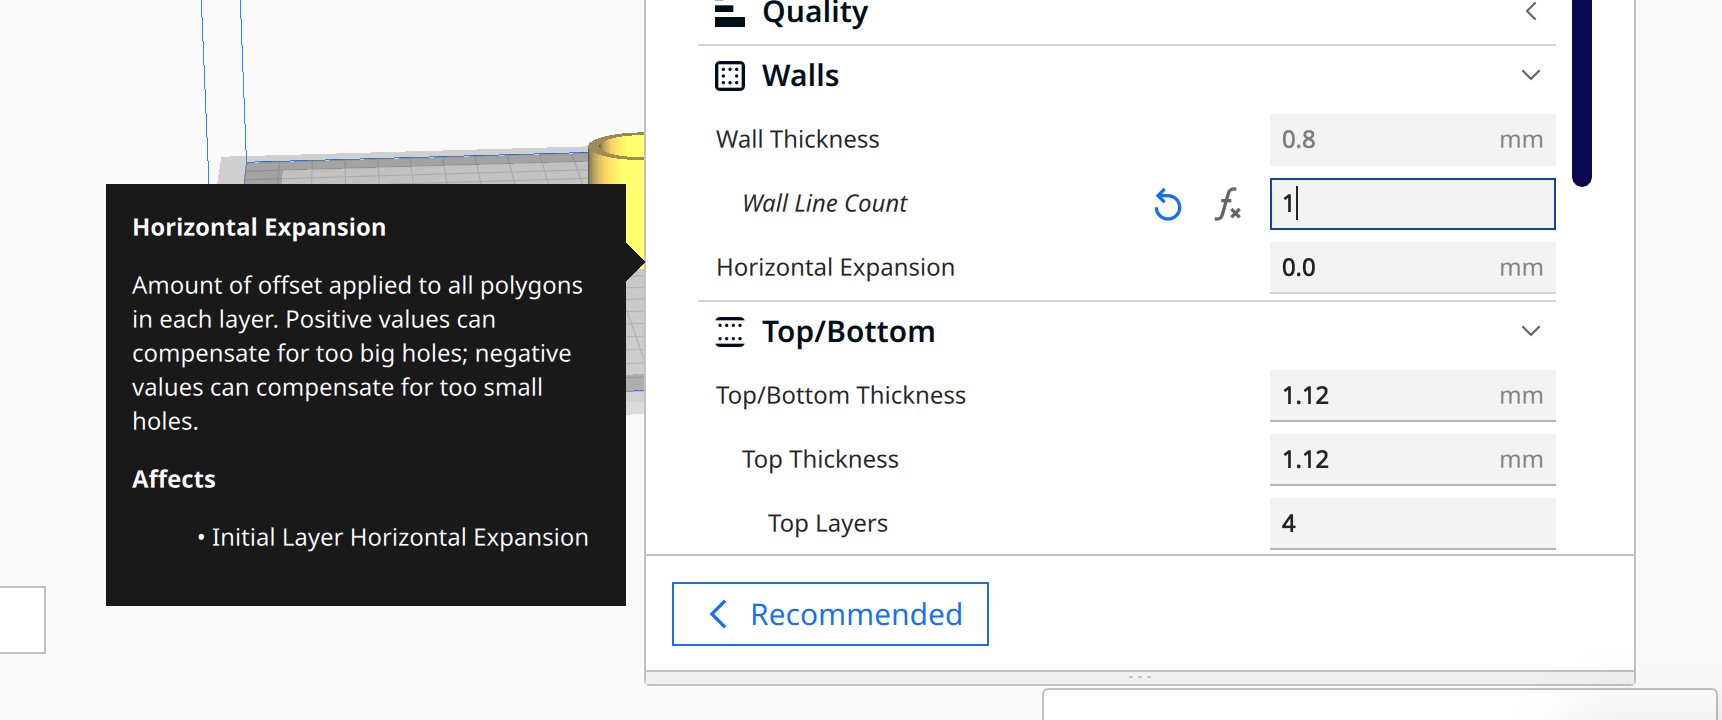 Quality
Walls
Wall Thickness 0.8 mm
Wall Line Count 1
Horizontal Expansion 0.0 mm
Top/Bottom
Top/Bottom Thickness 1.12 mm
Top Thickness 1.12 mm
Top Layers 4
Recommended
Horizontal Expansion
Amount of offset applied to all polygons
in each layer. Positive values can
compensate for too big holes; negative
values can compensate for too small
holes.
Affects
• Initial Layer Horizontal Expansion